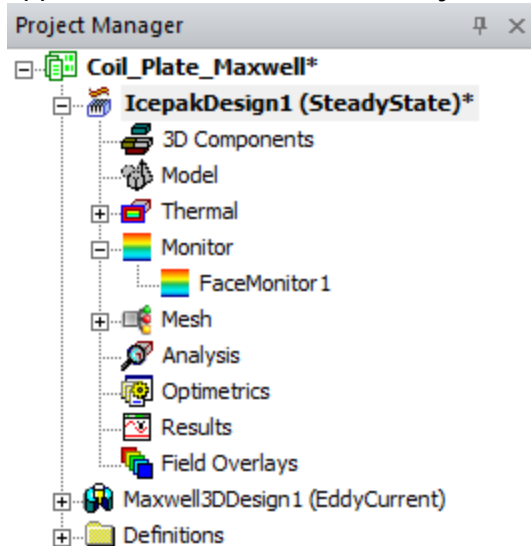 Project Manager
Coil_Plate_Maxwell*
IcepakDesign1 (SteadyState)*
3D Components
Model
Thermal
Monitor
FaceMonitor1
Mesh
Analysis
Optimetrics
Results
Field Overlays
Maxwell3DDesign1 (EddyCurrent)
Definitions